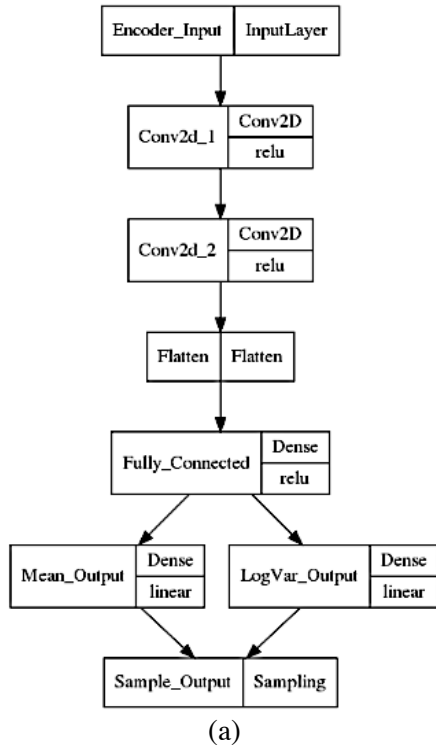 Encoder_Input InputLayer
Conv2d_1 Conv2D
relu
Conv2d_2 Conv2D
relu
Flatten Flatten
Fully_Connected Dense
relu
Mean_Output Dense
linear
LogVar_Output Dense
linear
Sample_Output Sampling
(a)